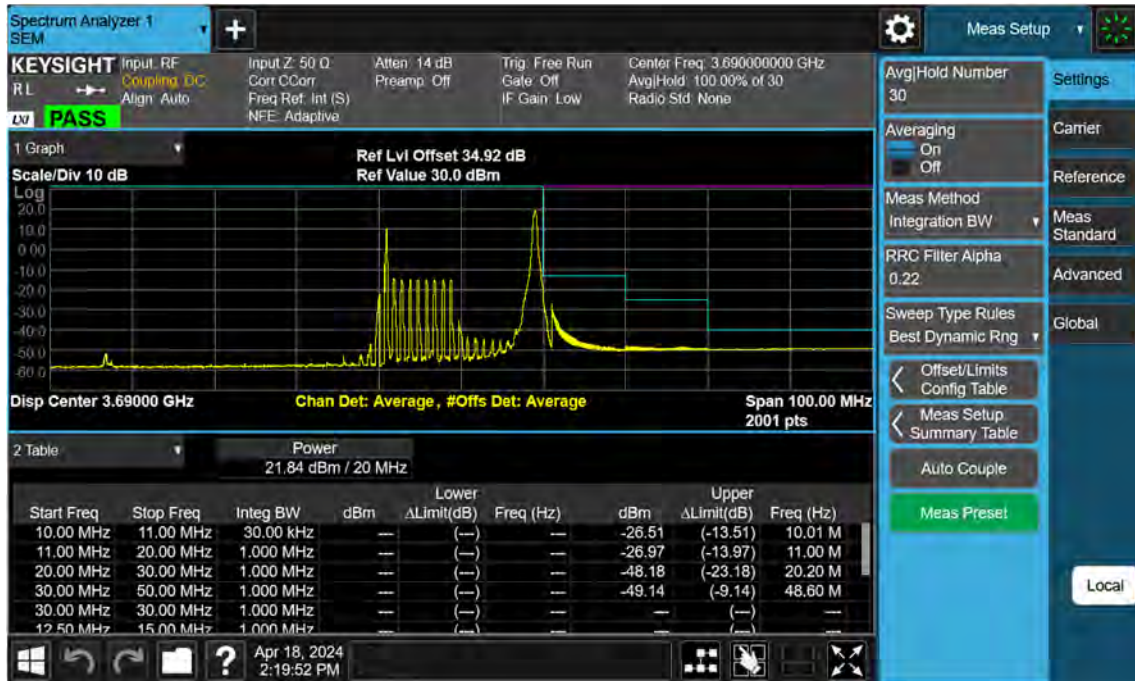 Spectrum Analyzer 1
SEM
+
Meas Setup
KEYSIGHT
RL
LXI
PASS
Input: RF
Coupling: DC
Align: Auto
Input Z: 50 Ω
Corr CCorr
Freq Ref: Int (S)
NFE: Adaptive
Atten: 14 dB
Preamp: Off
Trig: Free Run
Gate: Off
IF Gain: Low
Center Freq: 3.690000000 GHz
Avg|Hold: 100.00% of 30
Radio Std: None
1 Graph
Scale/Div 10 dB
Ref Lvl Offset 34.92 dB
Ref Value 30.0 dBm
Log
20.0
10.0
0.00
-10.0
-20.0
-30.0
-40.0
-50.0
-60.0
Disp Center 3.69000 GHz
Chan Det: Average, #Offs Det: Average
Span 100.00 MHz
2001 pts
2 Table
Power
21.84 dBm / 20 MHz
Lower Upper
Start Freq Stop Freq Integ BW dBm ΔLimit(dB) Freq (Hz) dBm ΔLimit(dB) Freq (Hz)
10.00 MHz 11.00 MHz 30.00 kHz --- (---) --- -26.51 (-13.51) 10.01 M
11.00 MHz 20.00 MHz 1.000 MHz --- (---) --- -26.97 (-13.97) 11.00 M
20.00 MHz 30.00 MHz 1.000 MHz --- (---) --- -48.18 (-23.18) 20.20 M
30.00 MHz 50.00 MHz 1.000 MHz --- (---) --- -49.14 (-9.14) 48.60 M
30.00 MHz 30.00 MHz 1.000 MHz --- (---) --- --- (---) ---
12.50 MHz 15.00 MHz 1.000 MHz --- (---) --- --- (---) ---
?
Apr 18, 2024
2:19:52 PM
Avg|Hold Number
30
Averaging
On
Off
Meas Method
Integration BW
RRC Filter Alpha
0.22
Sweep Type Rules
Best Dynamic Rng
Offset/Limits
Config Table
Meas Setup
Summary Table
Auto Couple
Meas Preset
Settings
Carrier
Reference
Meas
Standard
Advanced
Global
Local